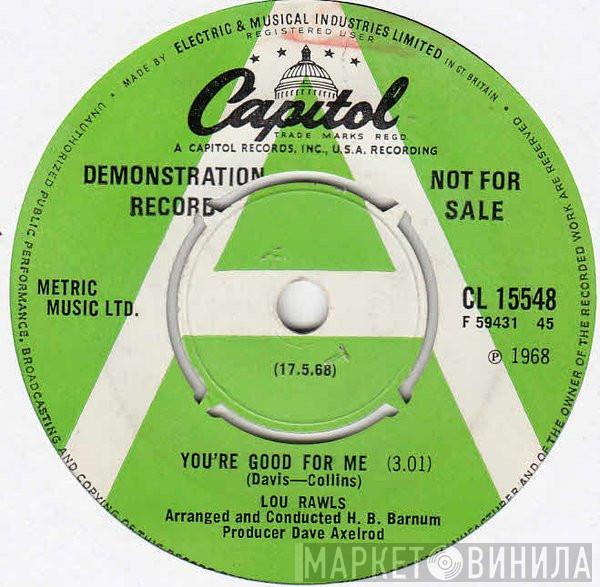 MADE BY ELECTRIC & MUSICAL INDUSTRIES LIMITED IN GT. BRITAIN •
REGISTERED USER
Capitol
TRADE MARKS REGD.
A CAPITOL RECORDS, INC., U.S.A. RECORDING
DEMONSTRATION
RECORD
NOT FOR
SALE
METRIC
MUSIC LTD.
CL 15548
F 59431 45
℗ 1968
(17.5.68)
YOU'RE GOOD FOR ME (3.01)
(Davis—Collins)
LOU RAWLS
Arranged and Conducted H. B. Barnum
Producer Dave Axelrod
UNAUTHORIZED PUBLIC PERFORMANCE, BROADCASTING AND COPYING OF THIS
MANUFACTURER AND OF THE OWNER OF THE RECORDED WORK ARE RESERVED
МАРКЕТ ВИНИЛА